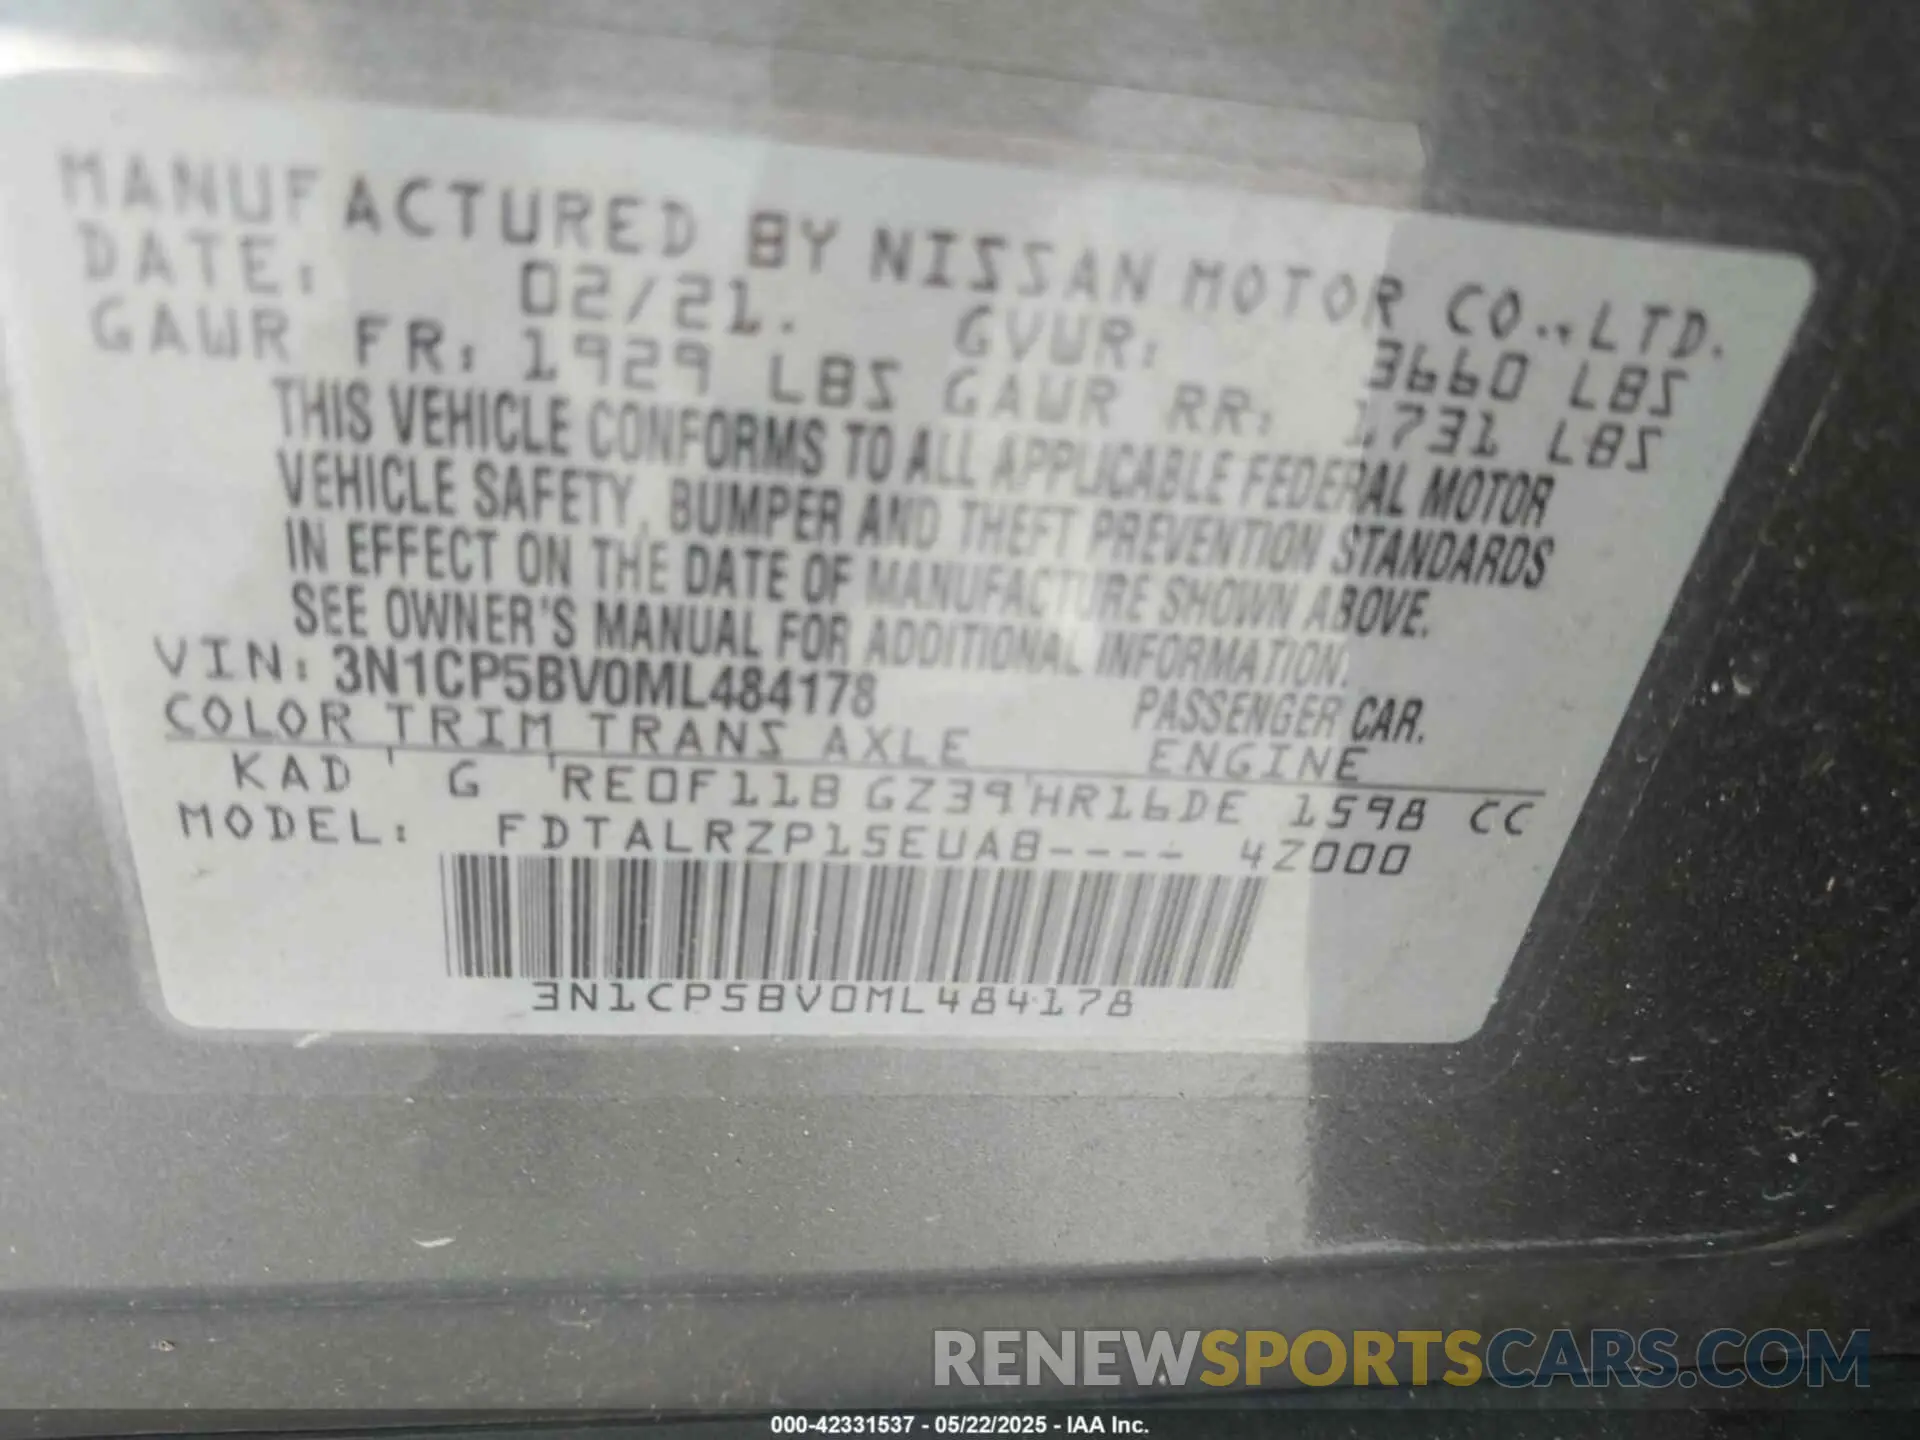 MANUFACTURED BY NISSAN MOTOR CO.,LTD.
DATE: 02/21. GVWR: 3660 LBS
GAWR FR: 1929 LBS GAWR RR: 1731 LBS
THIS VEHICLE CONFORMS TO ALL APPLICABLE FEDERAL MOTOR
VEHICLE SAFETY, BUMPER AND THEFT PREVENTION STANDARDS
IN EFFECT ON THE DATE OF MANUFACTURE SHOWN ABOVE.
SEE OWNER'S MANUAL FOR ADDITIONAL INFORMATION.
VIN: 3N1CP5BV0ML484178 PASSENGER CAR.
COLOR TRIM TRANS AXLE ENGINE
KAD G RE0F11B GZ39 HR16DE 1598 CC
MODEL: FDTALRZP15EUAB---- 4Z000
3N1CP5BV0ML484178
RENEWSPORTSCARS.COM
000-42331537 - 05/22/2025 - IAA Inc.